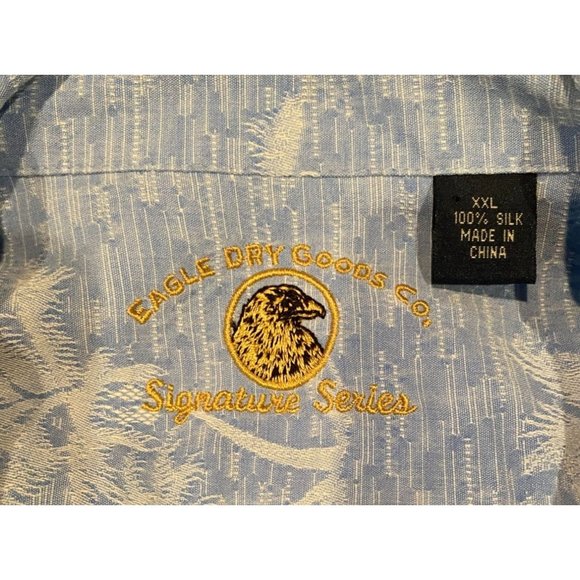 XXL
100% SILK
MADE IN
CHINA
EAGLE DRY GOODS CO.
Signature Series